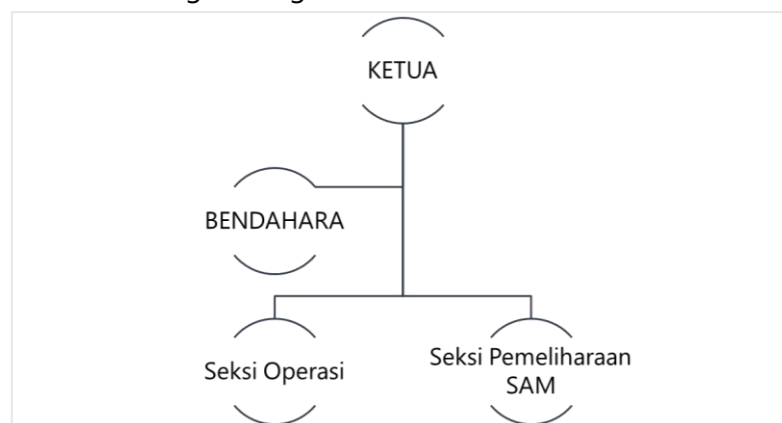 KETUA
BENDAHARA
Seksi Operasi
Seksi Pemeliharaan
SAM